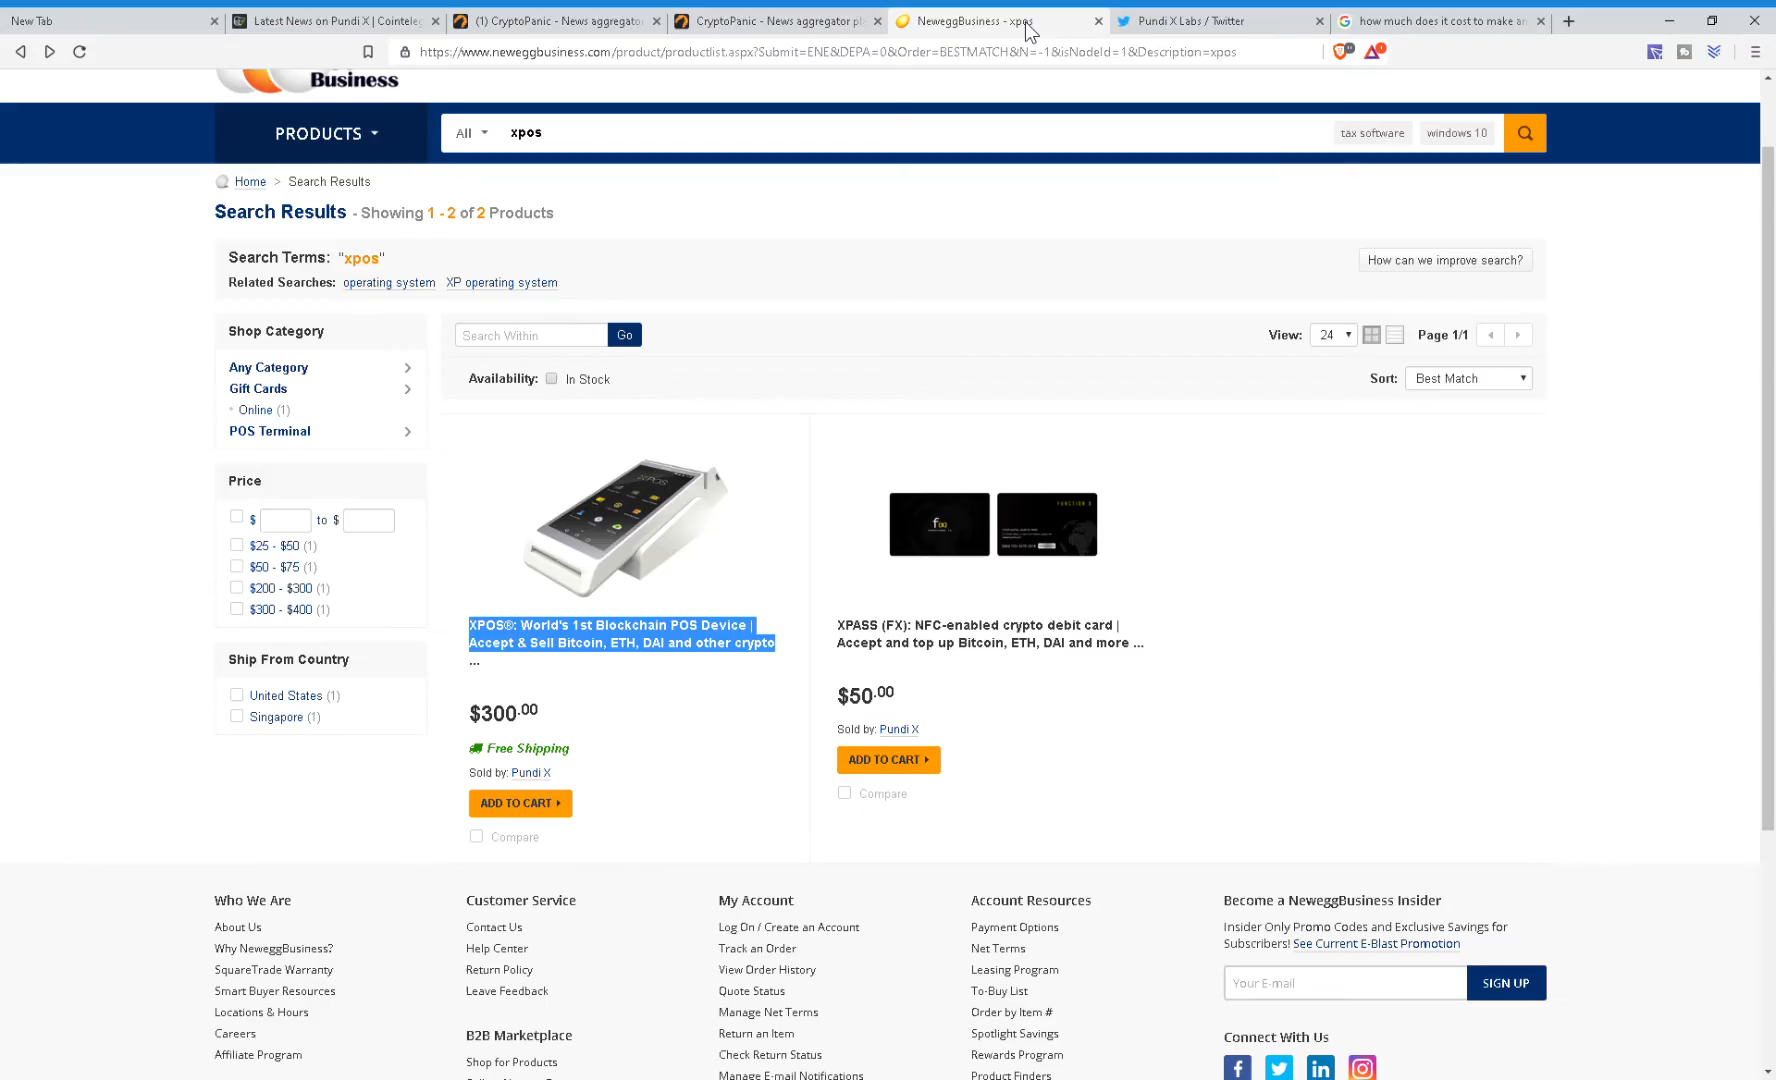 New Tab
Latest News on Pundi X | Cointeleg
(1) CryptoPanic - News aggregato
CryptoPanic - News aggregator pl
NeweggBusiness - xpos
Pundi X Labs / Twitter
how much does it cost to make an
https://www.neweggbusiness.com/product/productlist.aspx?Submit=ENE&DEPA=0&Order=BESTMATCH&N=-1&isNodeId=1&Description=xpos
Business
PRODUCTS
All
xpos
tax software
windows 10
Home > Search Results
Search Results - Showing 1 - 2 of 2 Products
Search Terms: "xpos"
How can we improve search?
Related Searches: operating system XP operating system
Shop Category
Any Category
Gift Cards
Online (1)
POS Terminal
Price
$ to $
$25 - $50 (1)
$50 - $75 (1)
$200 - $300 (1)
$300 - $400 (1)
Ship From Country
United States (1)
Singapore (1)
Search Within
Go
View: 24
Page 1/1
Availability: In Stock
Sort: Best Match
XPOS
XPOS®: World's 1st Blockchain POS Device |
Accept & Sell Bitcoin, ETH, DAI and other crypto
...
$300.00
Free Shipping
Sold by: Pundi X
ADD TO CART
Compare
f(x)
FUNCTION X
XPASS (FX): NFC-enabled crypto debit card |
Accept and top up Bitcoin, ETH, DAI and more ...
$50.00
Sold by: Pundi X
ADD TO CART
Compare
Who We Are
About Us
Why NeweggBusiness?
SquareTrade Warranty
Smart Buyer Resources
Locations & Hours
Careers
Affiliate Program
Customer Service
Contact Us
Help Center
Return Policy
Leave Feedback
B2B Marketplace
Shop for Products
My Account
Log On / Create an Account
Track an Order
View Order History
Quote Status
Manage Net Terms
Return an Item
Check Return Status
Manage E-mail Notifications
Account Resources
Payment Options
Net Terms
Leasing Program
To-Buy List
Order by Item #
Spotlight Savings
Rewards Program
Product Finders
Become a NeweggBusiness Insider
Insider Only Promo Codes and Exclusive Savings for
Subscribers! See Current E-Blast Promotion
Your E-mail
SIGN UP
Connect With Us